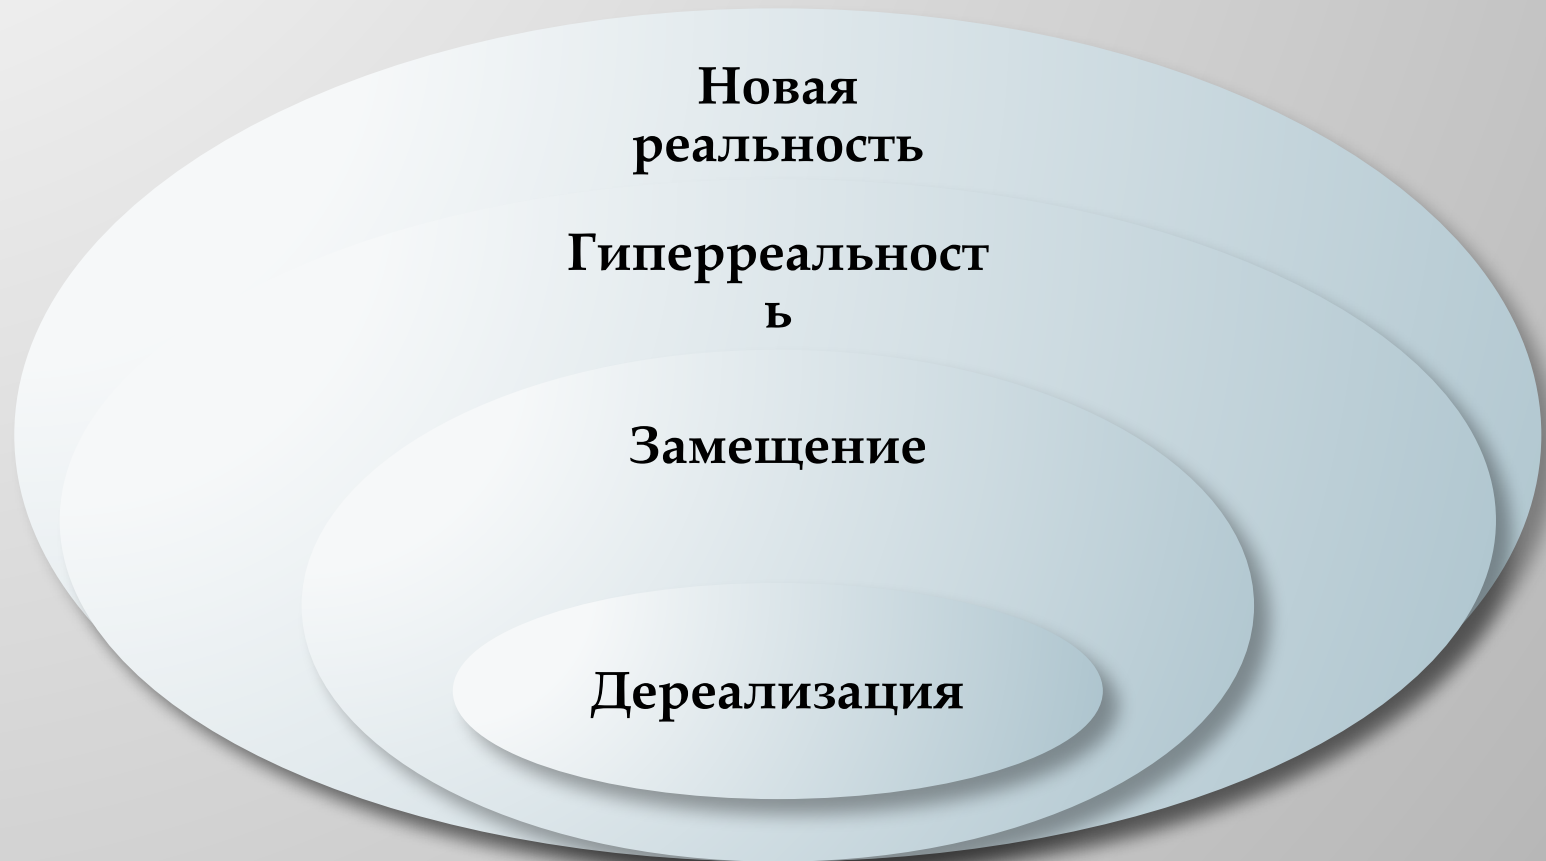 Новая
реальность
Гиперреальност
ь
Замещение
Дереализация